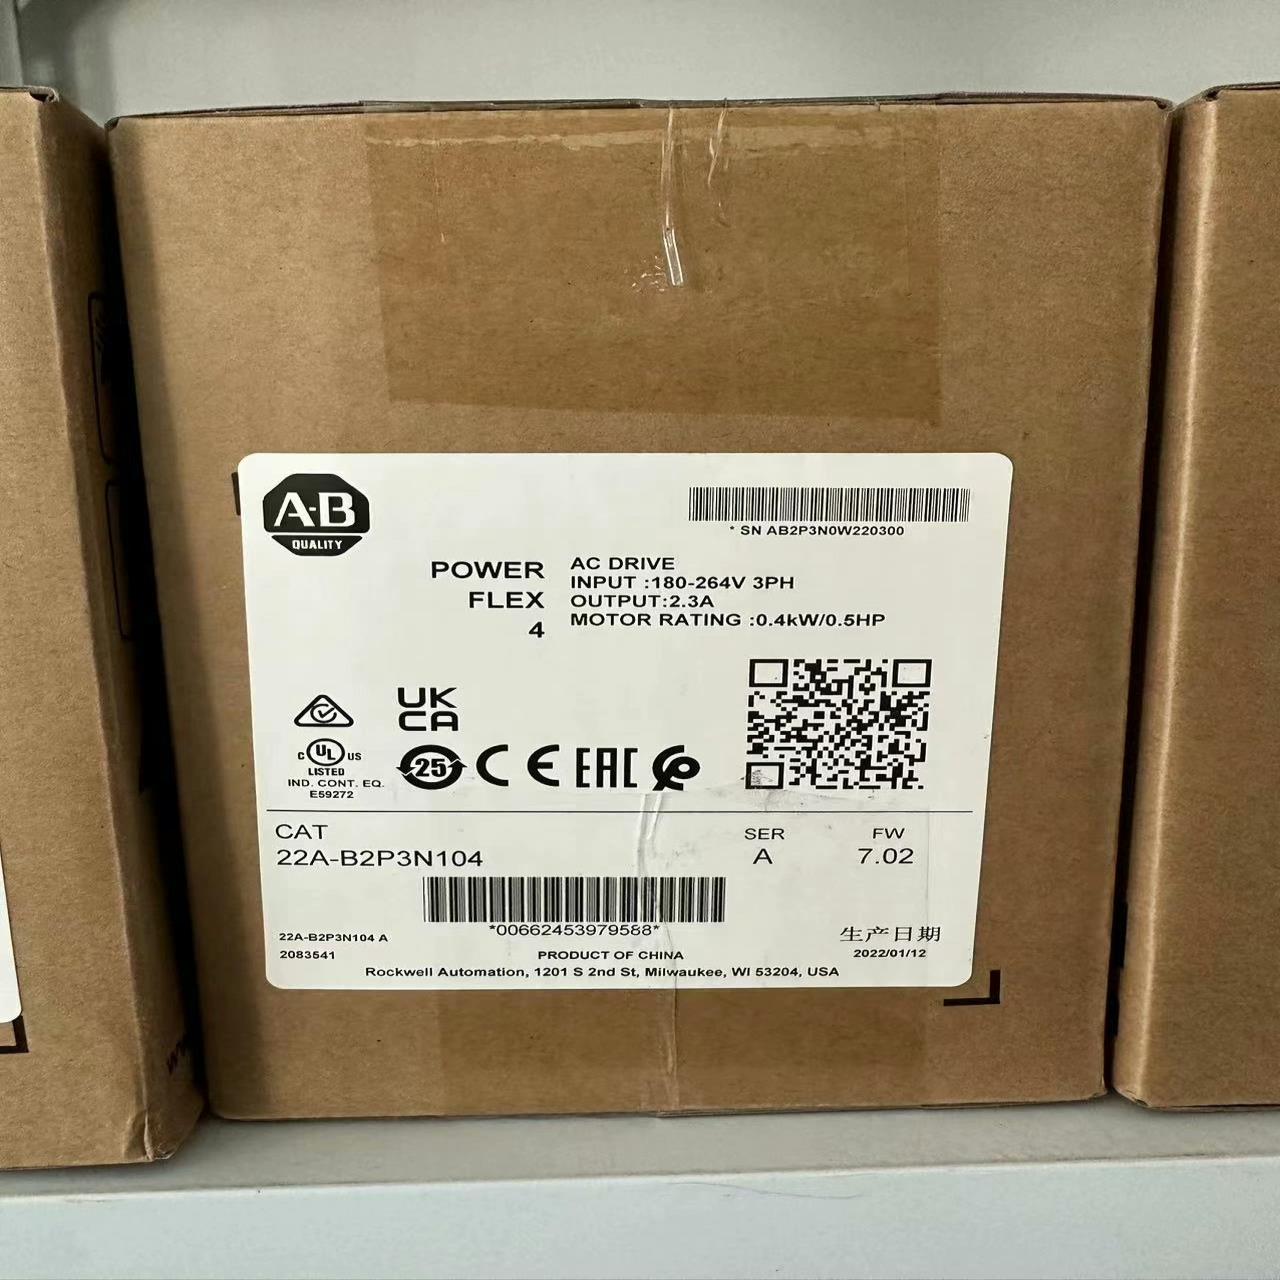 A-B
QUALITY
* SN AB2P3N0W220300
POWER
FLEX
4
AC DRIVE
INPUT :180-264V 3PH
OUTPUT:2.3A
MOTOR RATING :0.4kW/0.5HP
UK
CA
C UL US
LISTED
IND. CONT. EQ.
E59272
25
CE
EAC
CAT
22A-B2P3N104
SER
A
FW
7.02
*00662453979588*
22A-B2P3N104 A
2083541
PRODUCT OF CHINA
Rockwell Automation, 1201 S 2nd St, Milwaukee, WI 53204, USA
生产日期
2022/01/12